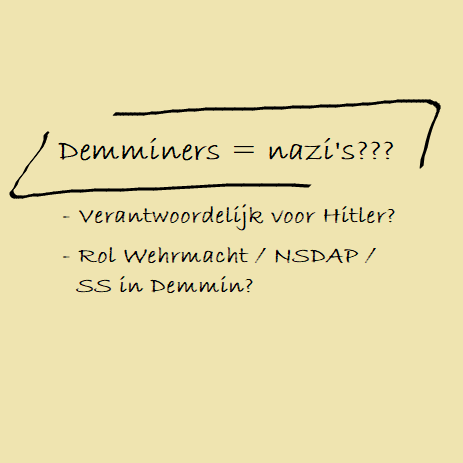 Demminers = nazi's???
- Verantwoordelijk voor Hitler?
- Rol Wehrmacht / NSDAP /
SS in Demmin?